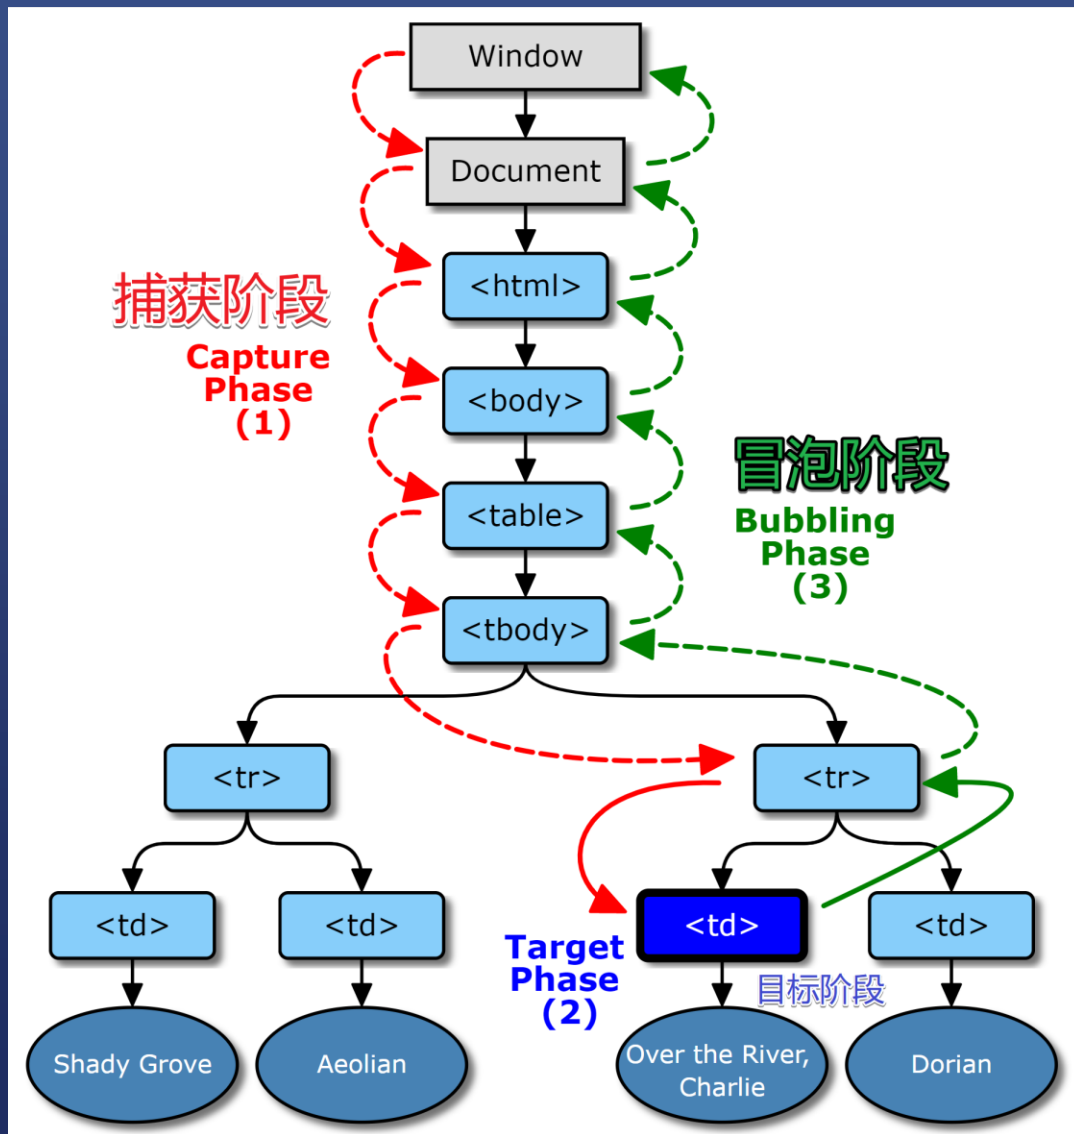 Window
Document
<html>
捕获阶段
Capture
Phase
(1)
<body>
冒泡阶段
<table>
Bubbling
Phase
(3)
<tbody>
<tr>
<tr>
<td>
<td>
<td>
<td>
Target
Phase
(2)
目标阶段
Shady Grove
Aeolian
Over the River,
Charlie
Dorian